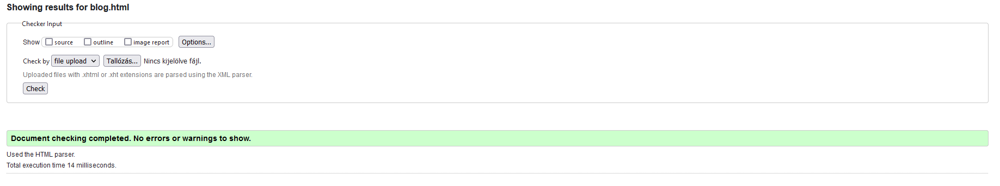 Showing results for blog.html
Checker Input
Show source outline image report Options...
Check by file upload Tallózás... Nincs kijelölve fájl.
Uploaded files with .xhtml or .xht extensions are parsed using the XML parser.
Check
Document checking completed. No errors or warnings to show.
Used the HTML parser.
Total execution time 14 milliseconds.